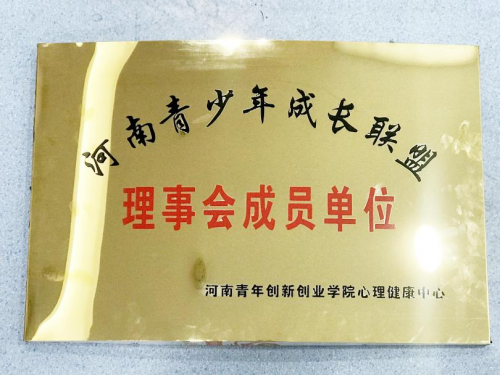 河南青少年成长联盟
理事会成员单位
河南青年创新创业学院心理健康中心